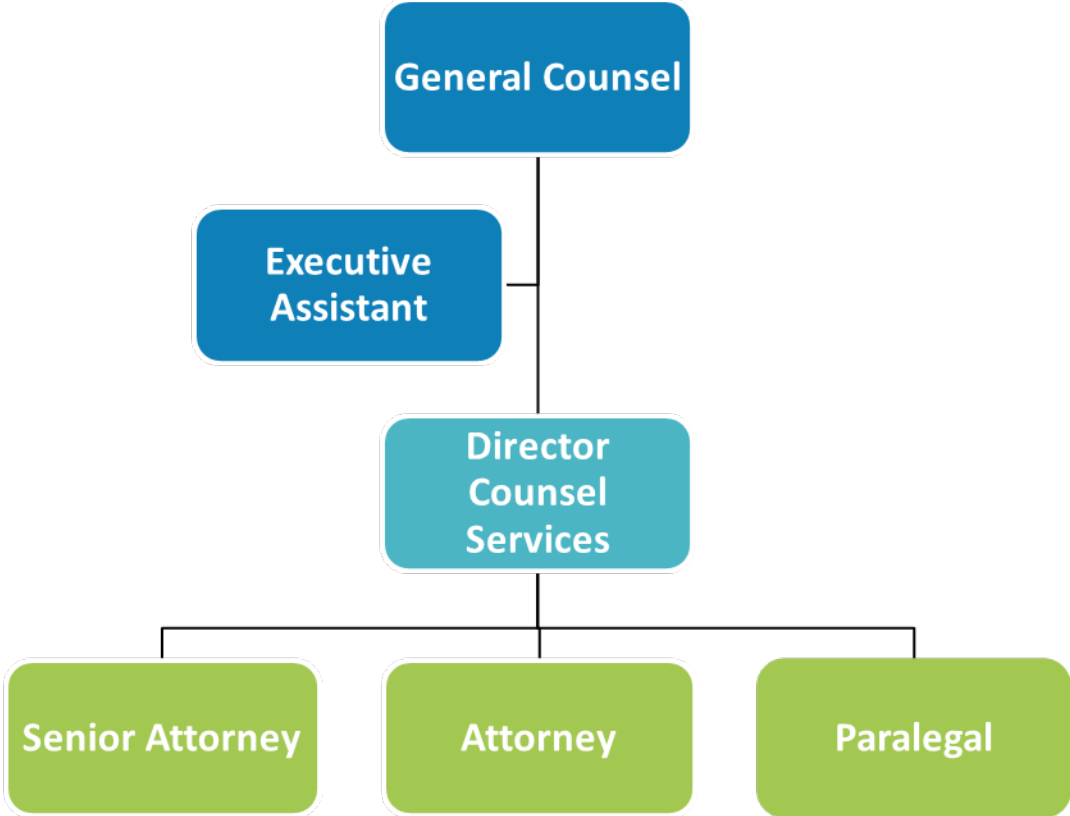 General Counsel
Executive
Assistant
Director
Counsel
Services
Senior Attorney
Attorney
Paralegal